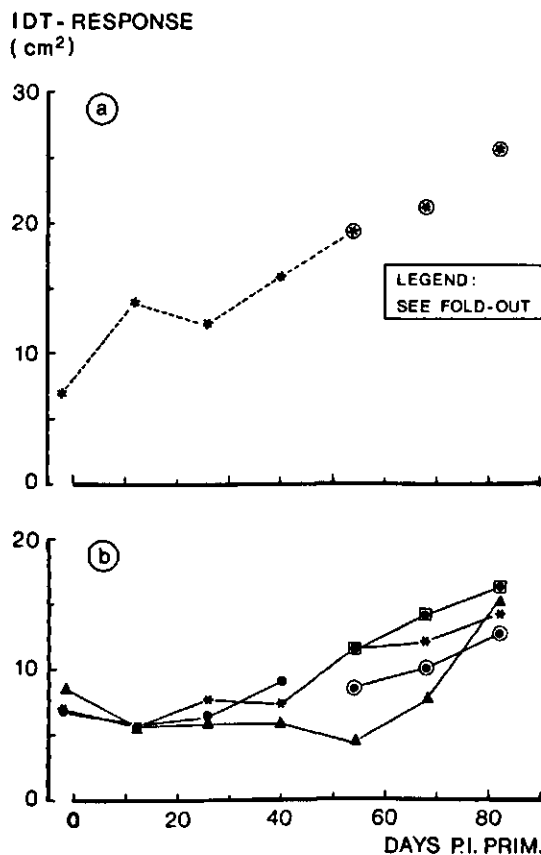 IDT-RESPONSE
(cm²)
30
a
20
LEGEND:
SEE FOLD-OUT
10
0
20
b
10
0
0 20 40 60 80
DAYS P.I. PRIM.